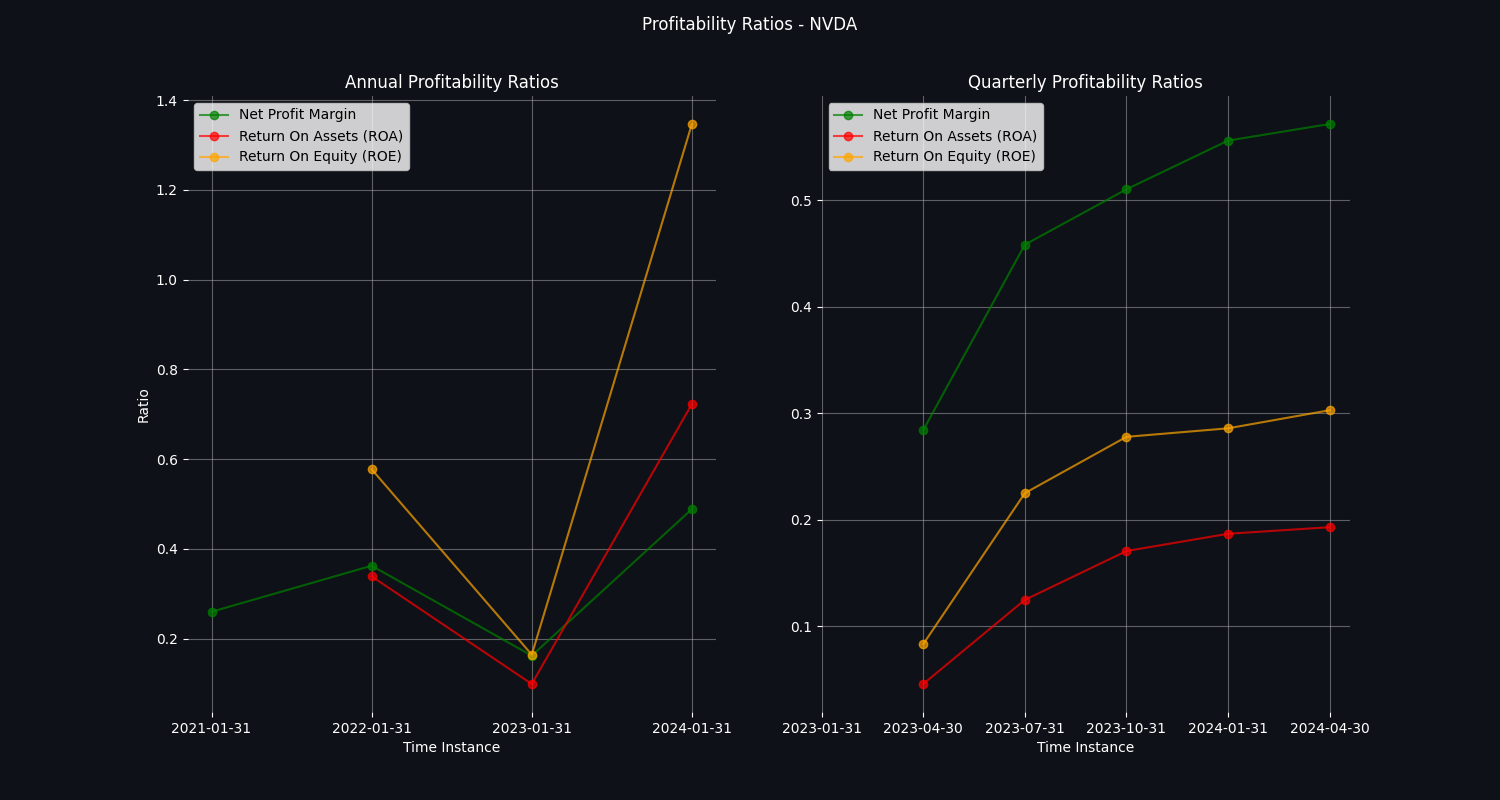 Profitability Ratios - NVDA
Annual Profitability Ratios
Net Profit Margin
Return On Assets (ROA)
Return On Equity (ROE)
1.4
1.2
1.0
0.8
0.6
0.4
0.2
Ratio
2021-01-31 2022-01-31 2023-01-31 2024-01-31
Time Instance
Quarterly Profitability Ratios
Net Profit Margin
Return On Assets (ROA)
Return On Equity (ROE)
0.5
0.4
0.3
0.2
0.1
2023-01-31 2023-04-30 2023-07-31 2023-10-31 2024-01-31 2024-04-30
Time Instance